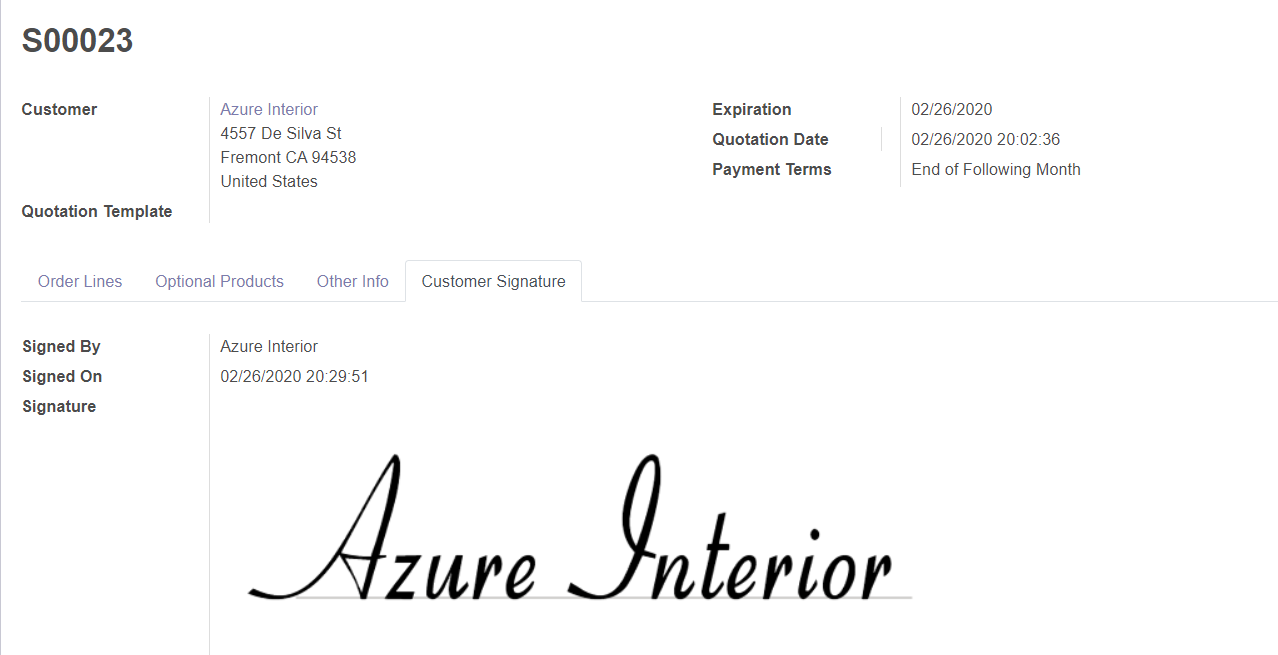 S00023
Customer
Azure Interior
4557 De Silva St
Fremont CA 94538
United States
Quotation Template
Expiration 02/26/2020
Quotation Date 02/26/2020 20:02:36
Payment Terms End of Following Month
Order Lines Optional Products Other Info Customer Signature
Signed By Azure Interior
Signed On 02/26/2020 20:29:51
Signature
Azure Interior